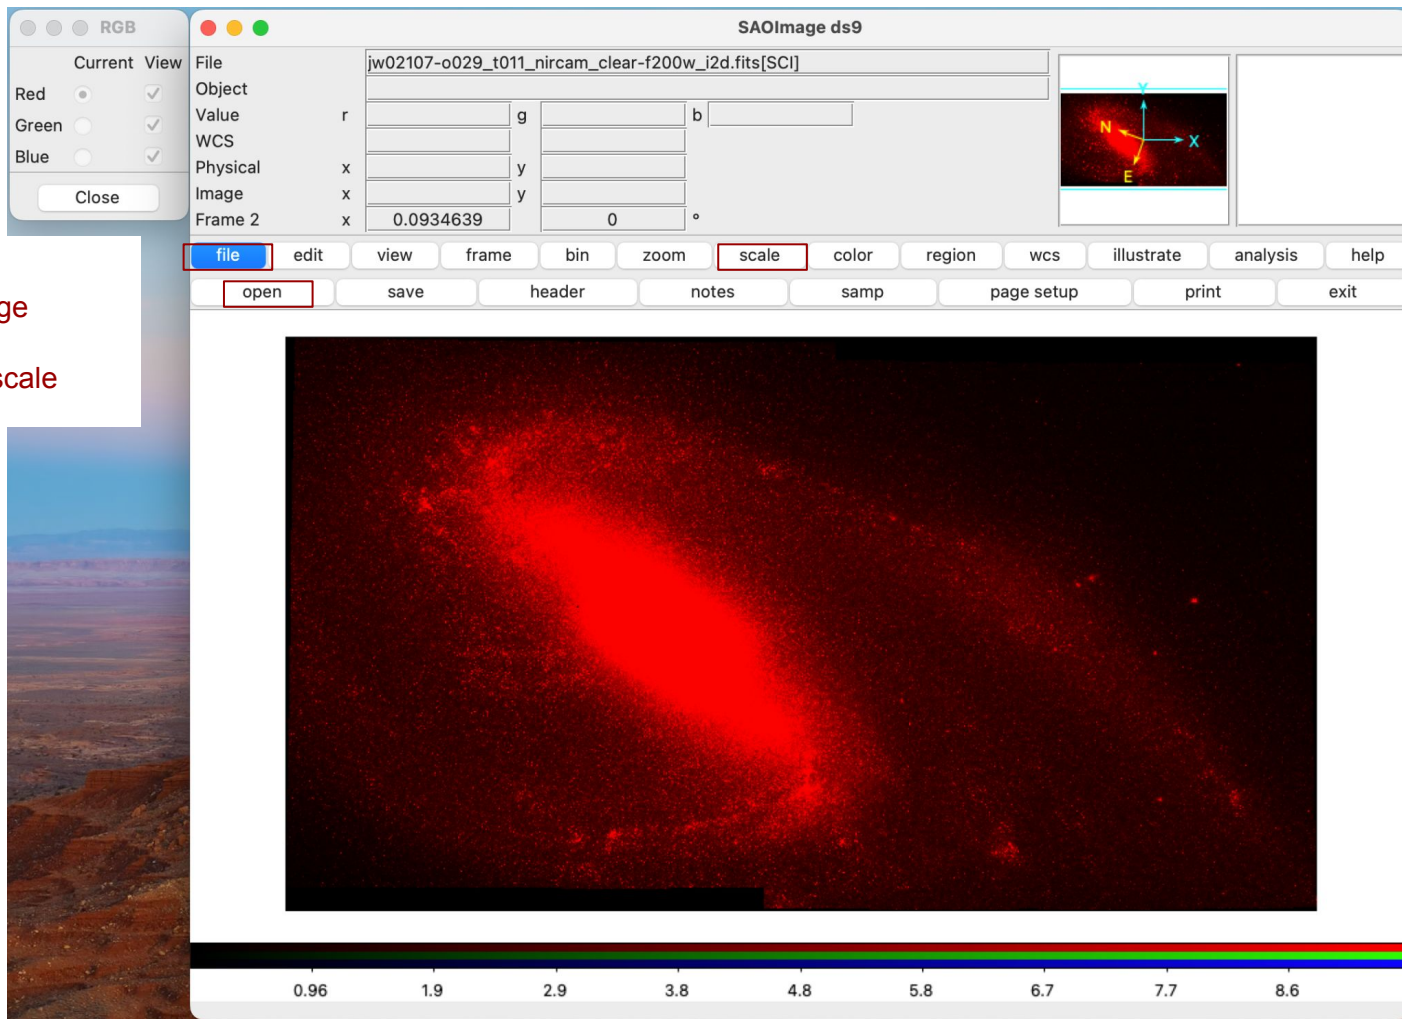 RGB
Current View
Red
Green
Blue
Close
ge
scale
SAOImage ds9
File jw02107-o029_t011_nircam_clear-f200w_i2d.fits[SCI]
Object
Value r g b
WCS
Physical x y
Image x y
Frame 2 x 0.0934639 0 °
Y
N X
E
file edit view frame bin zoom scale color region wcs illustrate analysis help
open save header notes samp page setup print exit
0.96 1.9 2.9 3.8 4.8 5.8 6.7 7.7 8.6